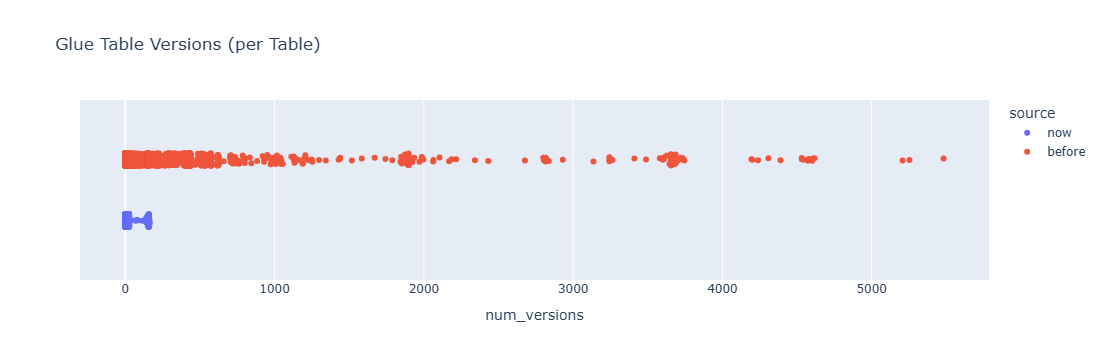 Glue Table Versions (per Table)
source
now
before
0 1000 2000 3000 4000 5000
num_versions